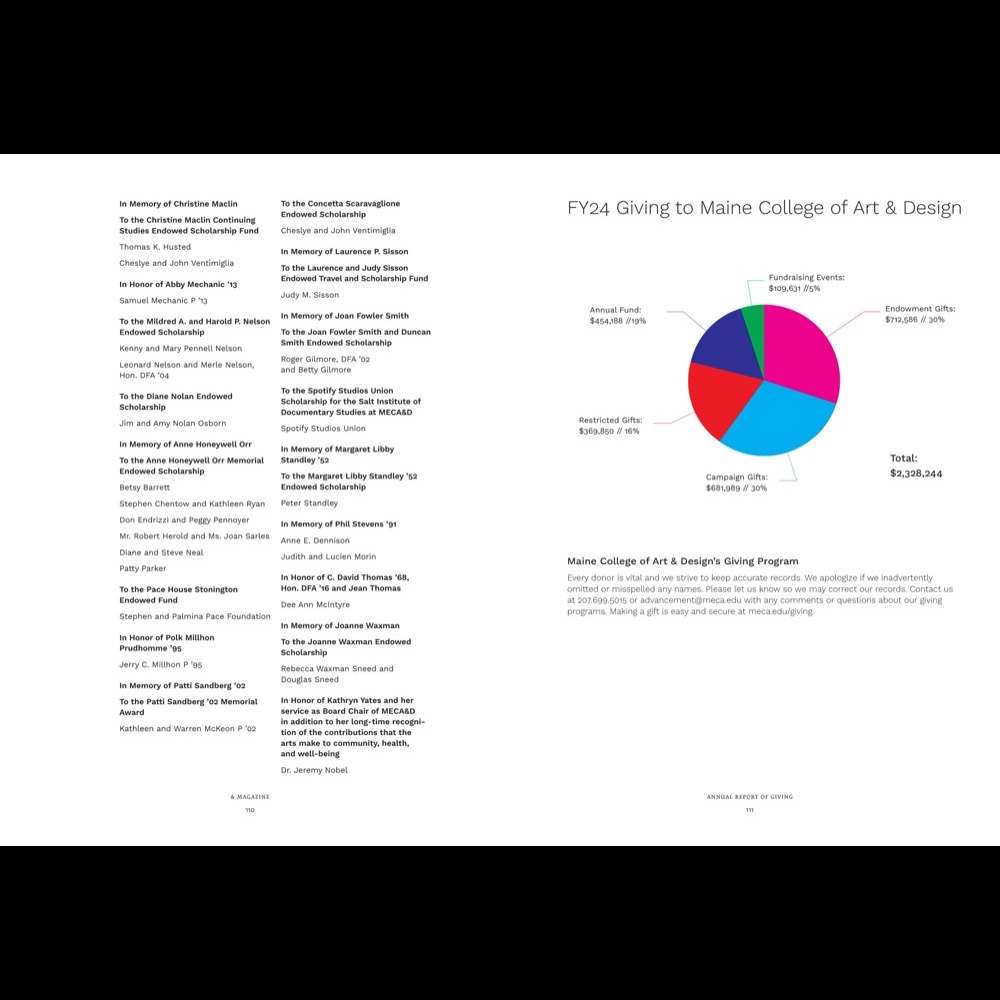 In Memory of Christine Maclin
To the Christine Maclin Continuing
Studies Endowed Scholarship Fund
Thomas K. Husted
Cheslye and John Ventimiglia
In Honor of Abby Mechanic '13
Samuel Mechanic P '13
To the Mildred A. and Harold P. Nelson
Endowed Scholarship
Kenny and Mary Pennell Nelson
Leonard Nelson and Merle Nelson,
Hon. DFA '04
To the Diane Nolan Endowed
Scholarship
Jim and Amy Nolan Osborn
In Memory of Anne Honeywell Orr
To the Anne Honeywell Orr Memorial
Endowed Scholarship
Betsy Barrett
Stephen Chentow and Kathleen Ryan
Don Endrizzi and Peggy Pennoyer
Mr. Robert Herold and Ms. Joan Sarles
Diane and Steve Neal
Patty Parker
To the Pace House Stonington
Endowed Fund
Stephen and Palmina Pace Foundation
In Honor of Polk Millhon
Prudhomme '95
Jerry C. Millhon P '95
In Memory of Patti Sandberg '02
To the Patti Sandberg '02 Memorial
Award
Kathleen and Warren McKeon P '02
To the Concetta Scaravaglione
Endowed Scholarship
Cheslye and John Ventimiglia
In Memory of Laurence P. Sisson
To the Laurence and Judy Sisson
Endowed Travel and Scholarship Fund
Judy M. Sisson
In Memory of Joan Fowler Smith
To the Joan Fowler Smith and Duncan
Smith Endowed Scholarship
Roger Gilmore, DFA '02
and Betty Gilmore
To the Spotify Studios Union
Scholarship for the Salt Institute of
Documentary Studies at MECA&D
Spotify Studios Union
In Memory of Margaret Libby
Standley '52
To the Margaret Libby Standley '52
Endowed Scholarship
Peter Standley
In Memory of Phil Stevens '91
Anne E. Dennison
Judith and Lucien Morin
In Honor of C. David Thomas '68,
Hon. DFA '16 and Jean Thomas
Dee Ann McIntyre
In Memory of Joanne Waxman
To the Joanne Waxman Endowed
Scholarship
Rebecca Waxman Sneed and
Douglas Sneed
In Honor of Kathryn Yates and her
service as Board Chair of MECA&D
in addition to her long-time recogni-
tion of the contributions that the
arts make to community, health,
and well-being
Dr. Jeremy Nobel
& MAGAZINE
110
FY24 Giving to Maine College of Art & Design
Fundraising Events:
$109,631 //5%
Annual Fund:
$454,188 //19%
Endowment Gifts:
$712,586 // 30%
Restricted Gifts:
$369,850 // 16%
Campaign Gifts:
$681,989 // 30%
Total:
$2,328,244
Maine College of Art & Design's Giving Program
Every donor is vital and we strive to keep accurate records. We apologize if we inadvertently
omitted or misspelled any names. Please let us know so we may correct our records. Contact us
at 207.699.5015 or advancement@meca.edu with any comments or questions about our giving
programs. Making a gift is easy and secure at meca.edu/giving.
ANNUAL REPORT OF GIVING
111